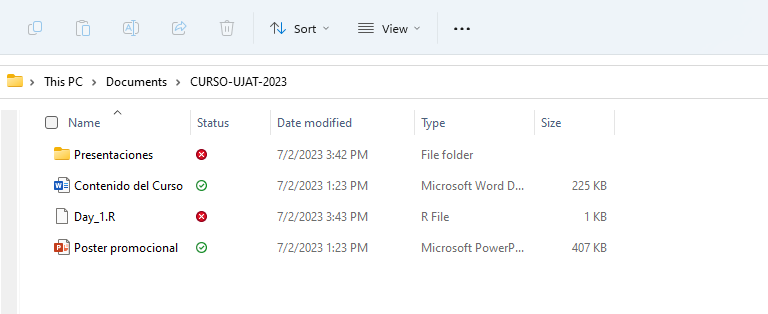 Sort View ...
This PC > Documents > CURSO-UJAT-2023
Name Status Date modified Type Size
Presentaciones 7/2/2023 3:42 PM File folder
Contenido del Curso 7/2/2023 1:23 PM Microsoft Word D... 225 KB
Day_1.R 7/2/2023 3:43 PM R File 1 KB
Poster promocional 7/2/2023 1:23 PM Microsoft PowerP... 407 KB